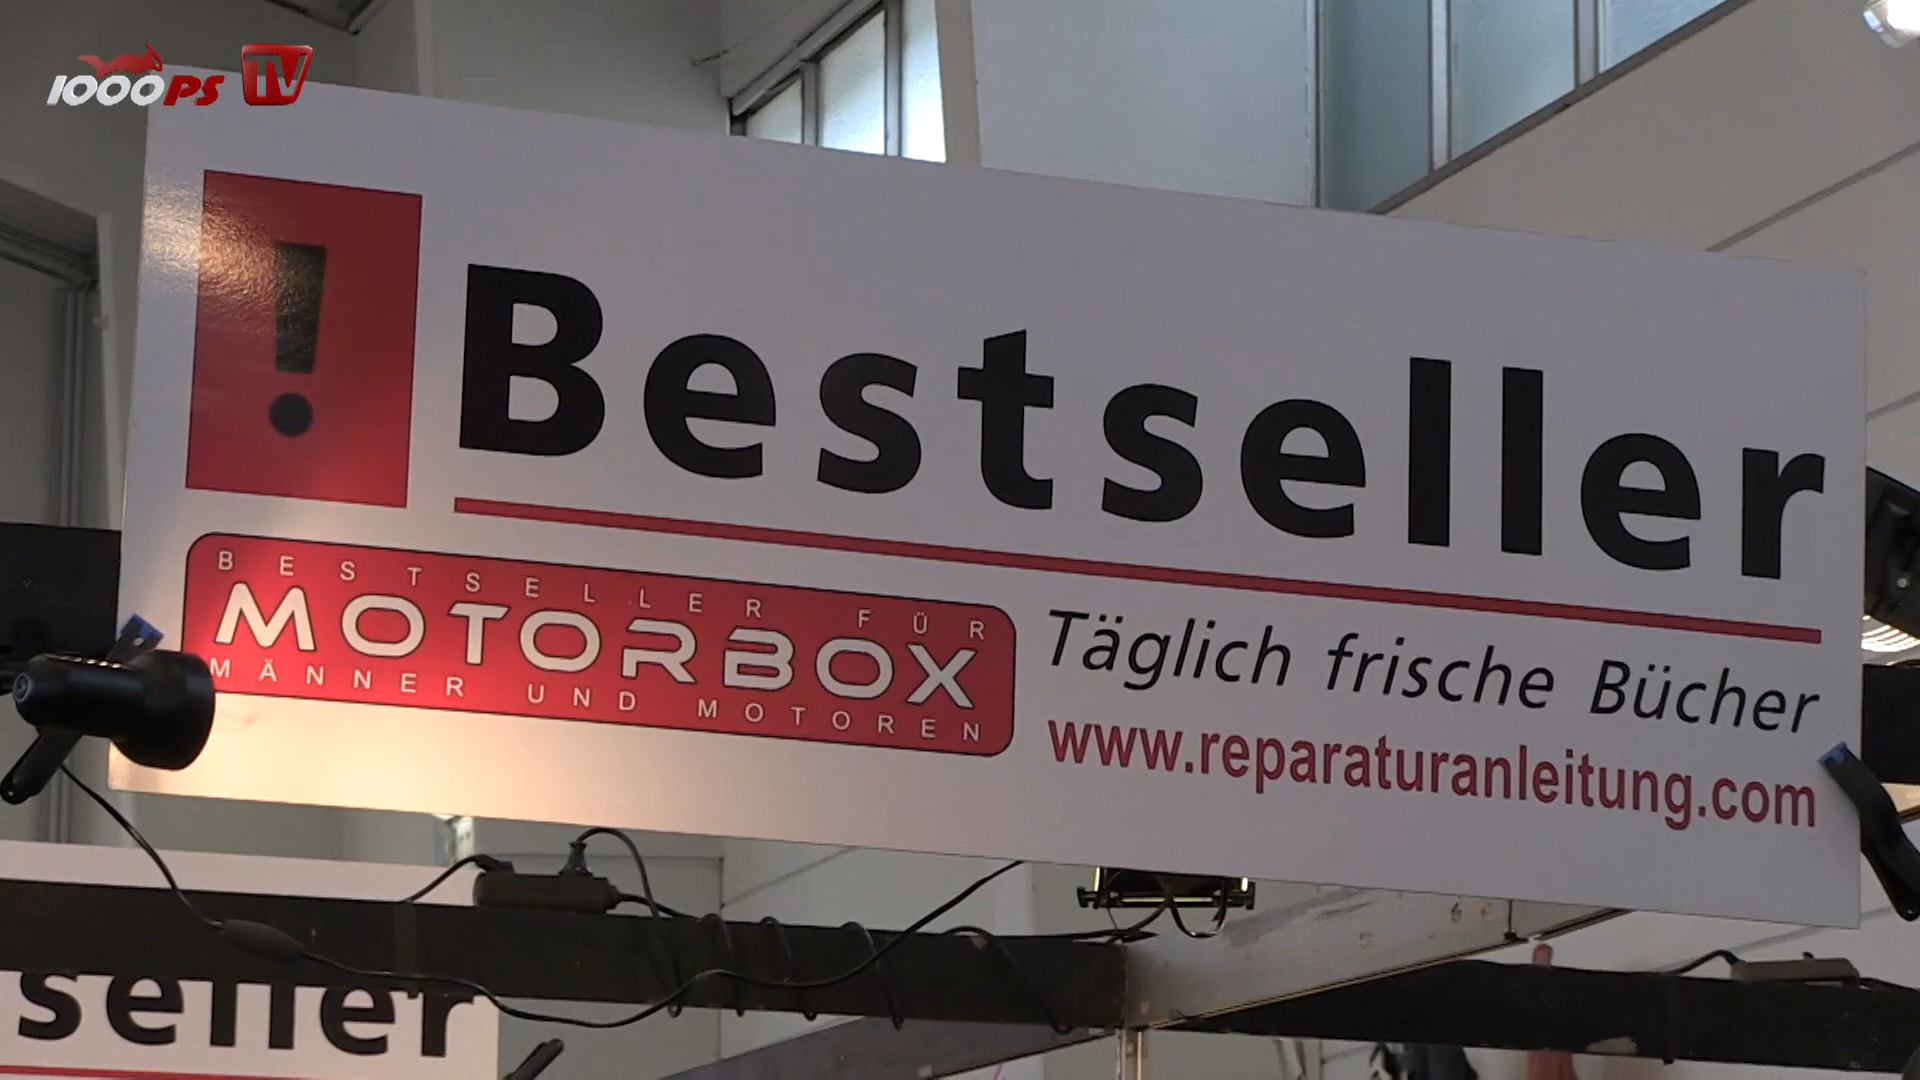 1000PS TV
! Bestseller
BESTSELLER FÜR
MOTORBOX
MÄNNER UND MOTOREN
Täglich frische Bücher
www.reparaturanleitung.com
seller